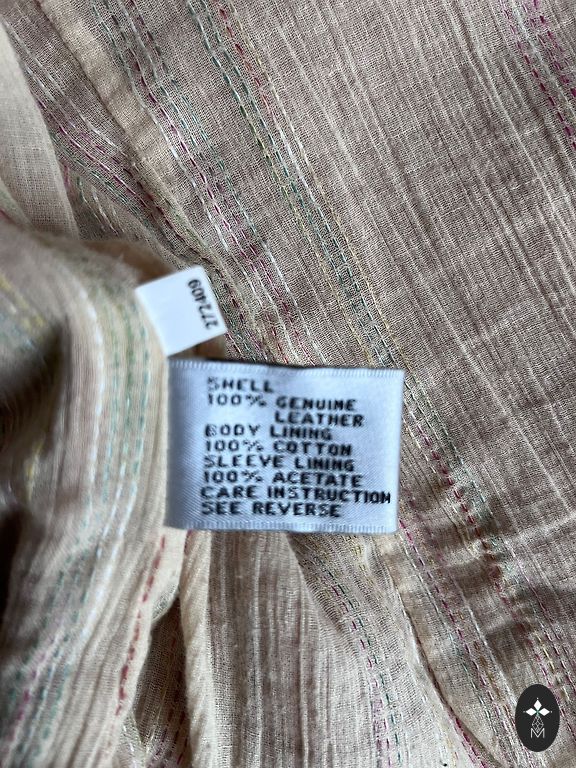 272409
SHELL
100% GENUINE
LEATHER
BODY LINING
100% COTTON
SLEEVE LINING
100% ACETATE
CARE INSTRUCTION
SEE REVERSE
M